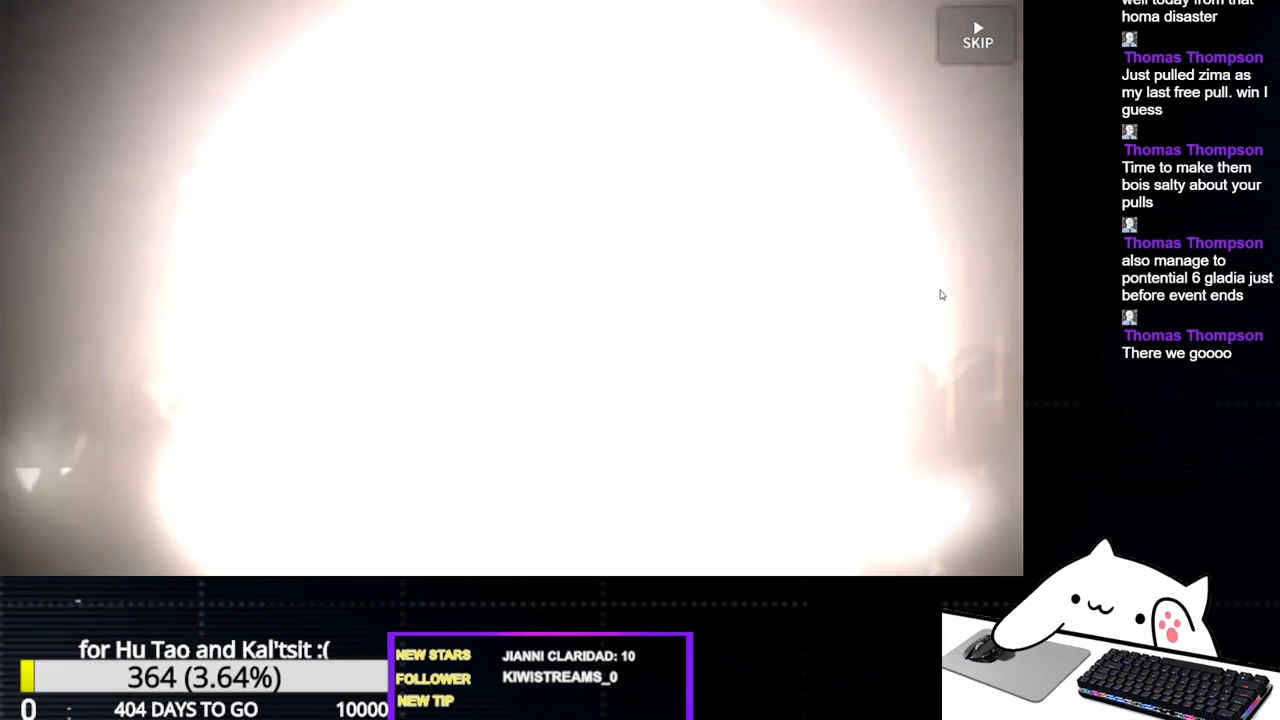 SKIP
well today from that
homa disaster
Thomas Thompson
Just pulled zima as
my last free pull. win I
guess
Thomas Thompson
Time to make them
bois salty about your
pulls
Thomas Thompson
also manage to
pontential 6 gladia just
before event ends
Thomas Thompson
There we goooo
for Hu Tao and Kal'tsit :(
364 (3.64%)
0 : 404 DAYS TO GO 10000
NEW STARS JIANNI CLARIDAD: 10
FOLLOWER KIWISTREAMS_0
NEW TIP